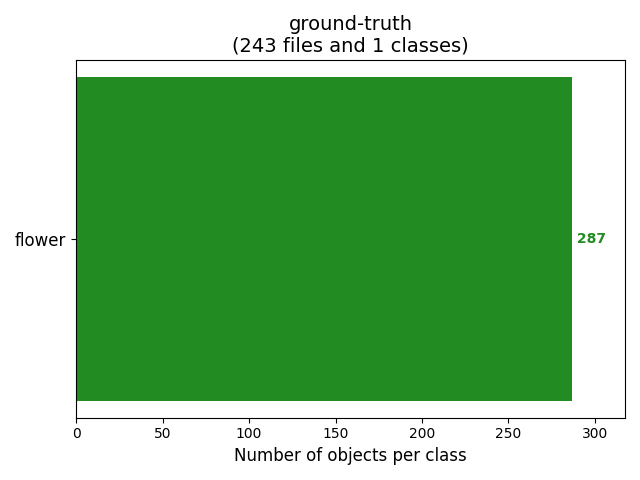 ground-truth
(243 files and 1 classes)
flower
287
0 50 100 150 200 250 300
Number of objects per class